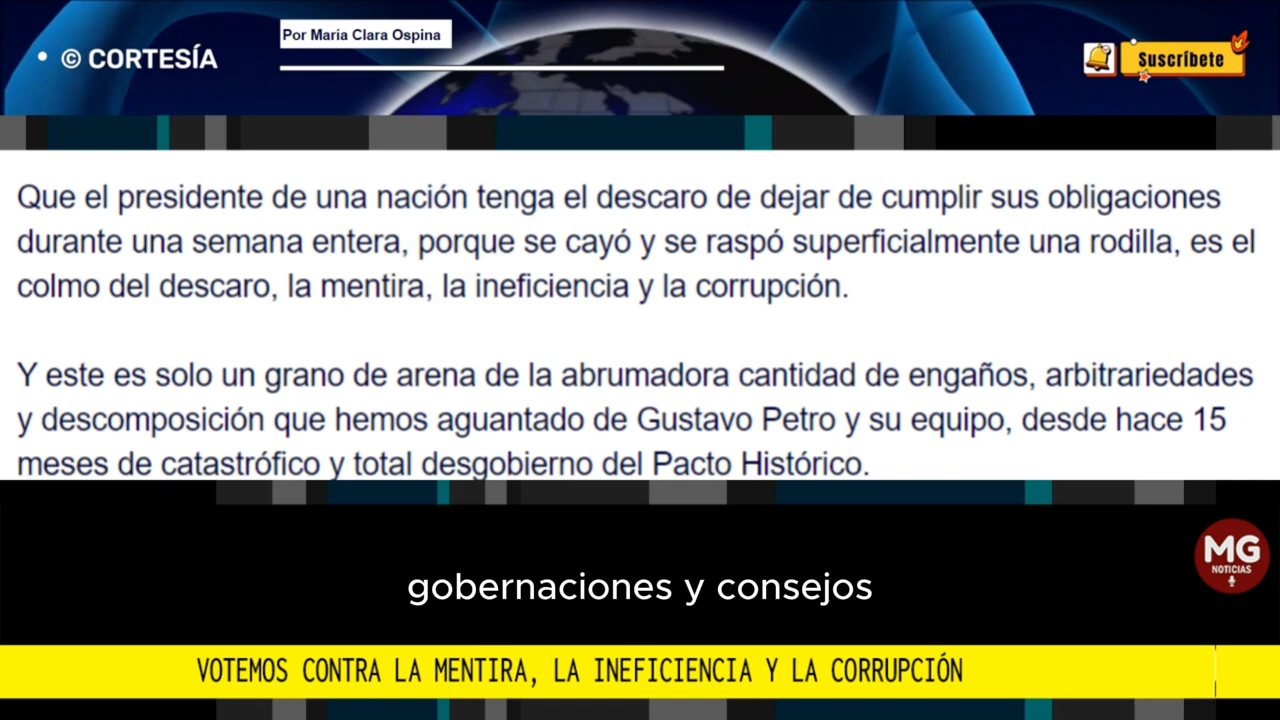 Por Maria Clara Ospina
• © CORTESÍA
Suscríbete
Que el presidente de una nación tenga el descaro de dejar de cumplir sus obligaciones
durante una semana entera, porque se cayó y se raspó superficialmente una rodilla, es el
colmo del descaro, la mentira, la ineficiencia y la corrupción.
Y este es solo un grano de arena de la abrumadora cantidad de engaños, arbitrariedades
y descomposición que hemos aguantado de Gustavo Petro y su equipo, desde hace 15
meses de catastrófico y total desgobierno del Pacto Histórico.
MG
NOTICIAS
gobernaciones y consejos
VOTEMOS CONTRA LA MENTIRA, LA INEFICIENCIA Y LA CORRUPCIÓN